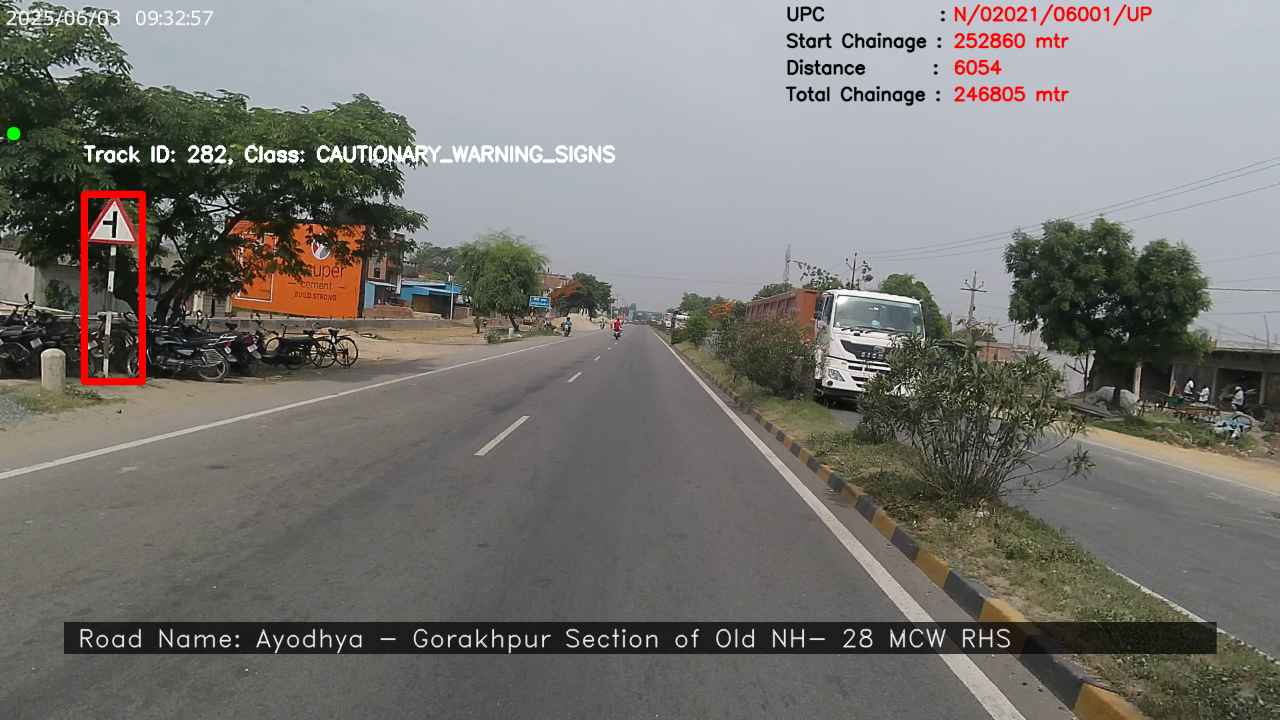 2025/06/03 09:32:57
UPC : N/02021/06001/UP
Start Chainage : 252860 mtr
Distance : 6054
Total Chainage : 246805 mtr
Track ID: 282, Class: CAUTIONARY_WARNING_SIGNS
cement
BUILD STRONG
Road Name: Ayodhya - Gorakhpur Section of Old NH- 28 MCW RHS